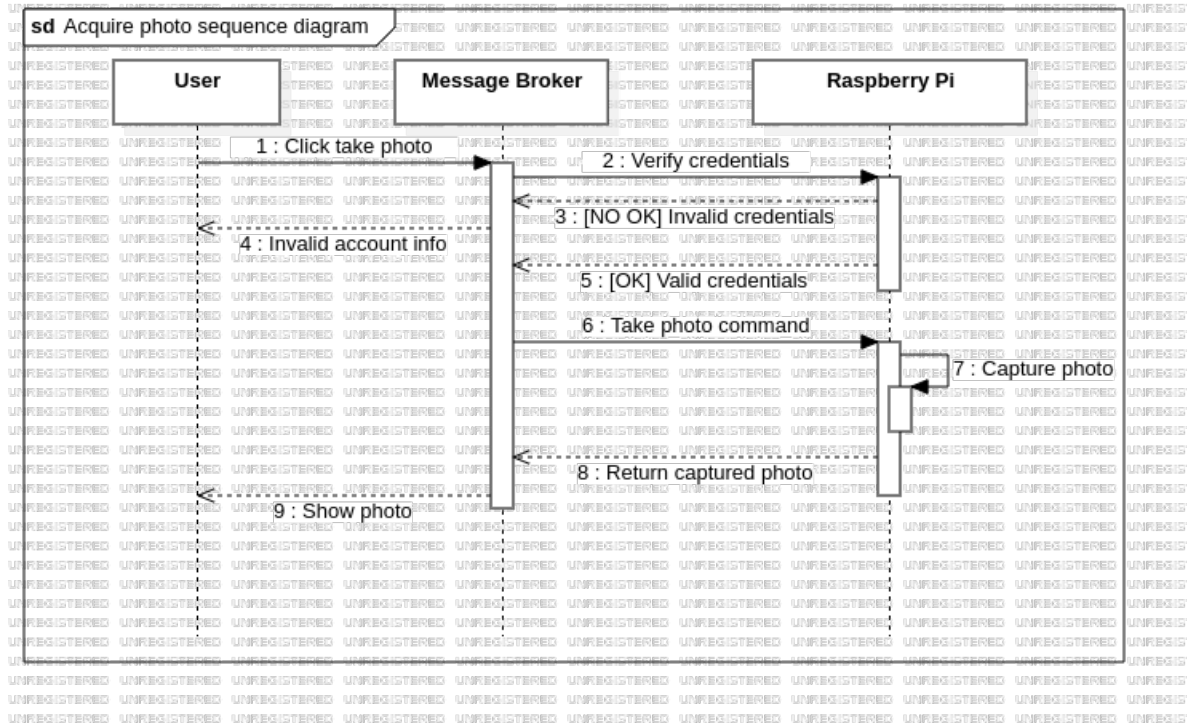 sd Acquire photo sequence diagram
User
Message Broker
Raspberry Pi
1 : Click take photo
2 : Verify credentials
3 : [NO OK] Invalid credentials
4 : Invalid account info
5 : [OK] Valid credentials
6 : Take photo command
7 : Capture photo
8 : Return captured photo
9 : Show photo
UNREGISTERED